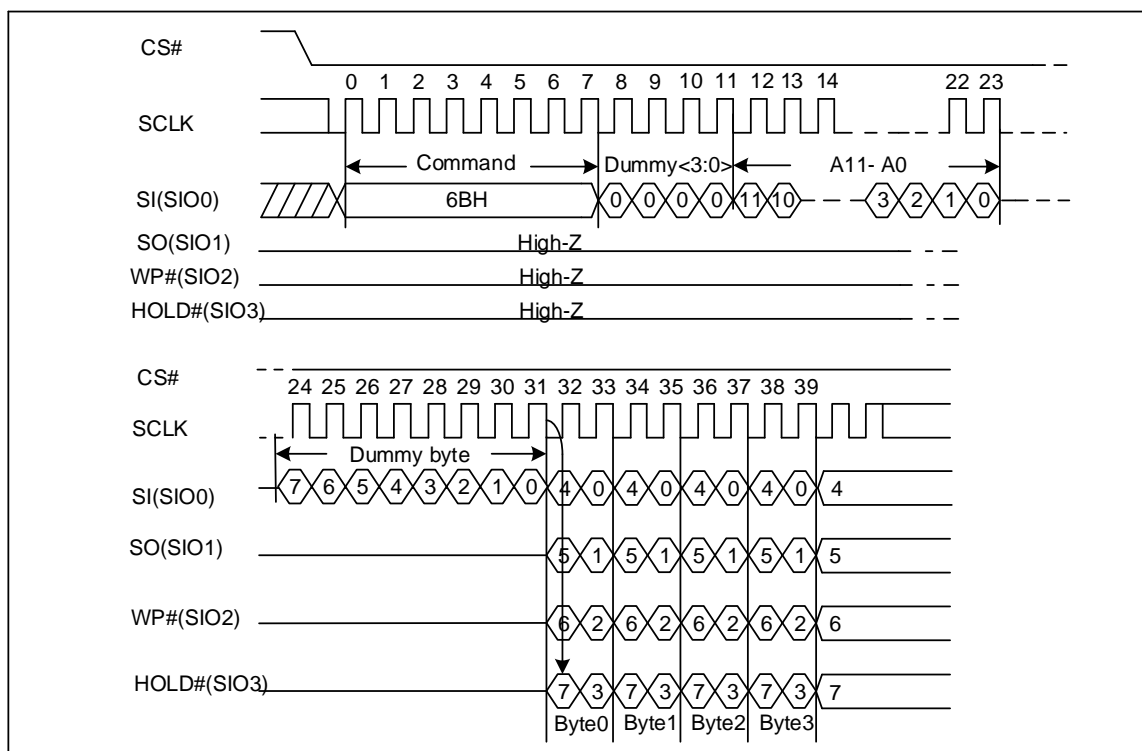 CS#
0 1 2 3 4 5 6 7 8 9 10 11 12 13 14 22 23
SCLK
Command Dummy<3:0> A11- A0
SI(SIO0) 6BH 0 0 0 0 11 10 3 2 1 0
SO(SIO1) High-Z
WP#(SIO2) High-Z
HOLD#(SIO3) High-Z
CS#
24 25 26 27 28 29 30 31 32 33 34 35 36 37 38 39
SCLK
Dummy byte
SI(SIO0) 7 6 5 4 3 2 1 0 4 0 4 0 4 0 4 0 4
SO(SIO1) 5 1 5 1 5 1 5 1 5
WP#(SIO2) 6 2 6 2 6 2 6 2 6
HOLD#(SIO3) 7 3 7 3 7 3 7 3 7
Byte0 Byte1 Byte2 Byte3